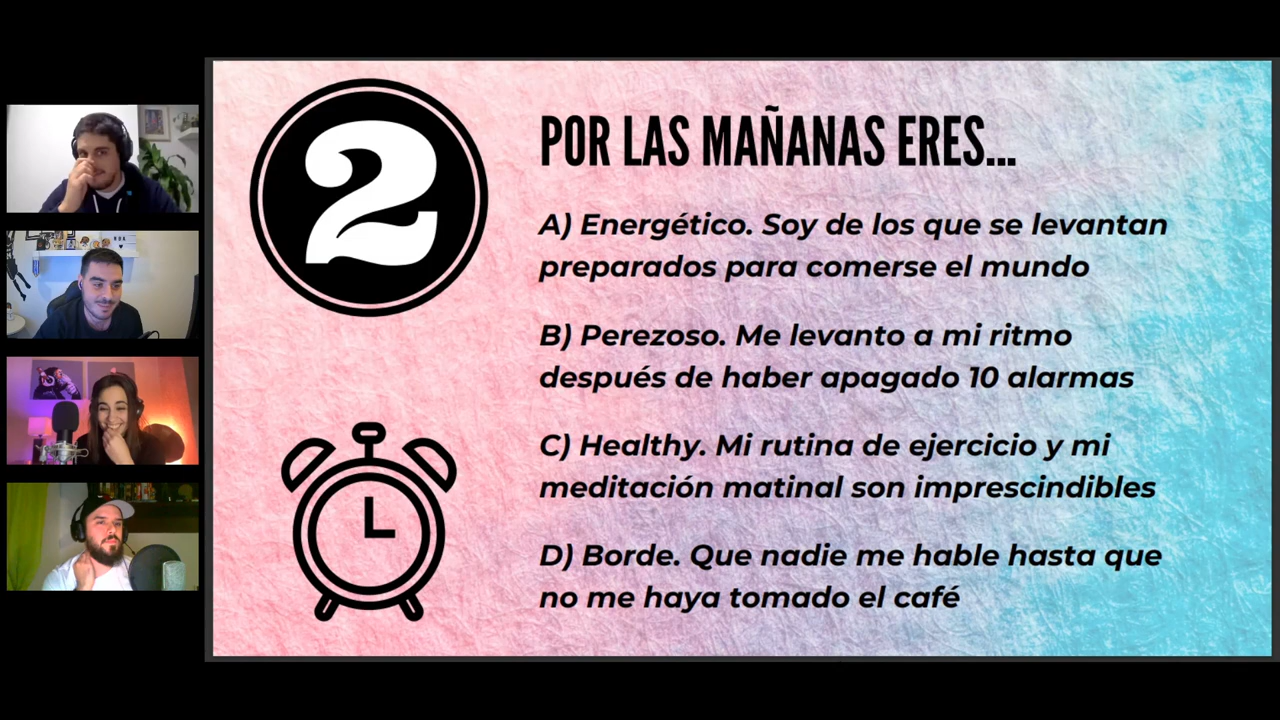 2
POR LAS MAÑANAS ERES...
A) Energético. Soy de los que se levantan
preparados para comerse el mundo
B) Perezoso. Me levanto a mi ritmo
después de haber apagado 10 alarmas
C) Healthy. Mi rutina de ejercicio y mi
meditación matinal son imprescindibles
D) Borde. Que nadie me hable hasta que
no me haya tomado el café